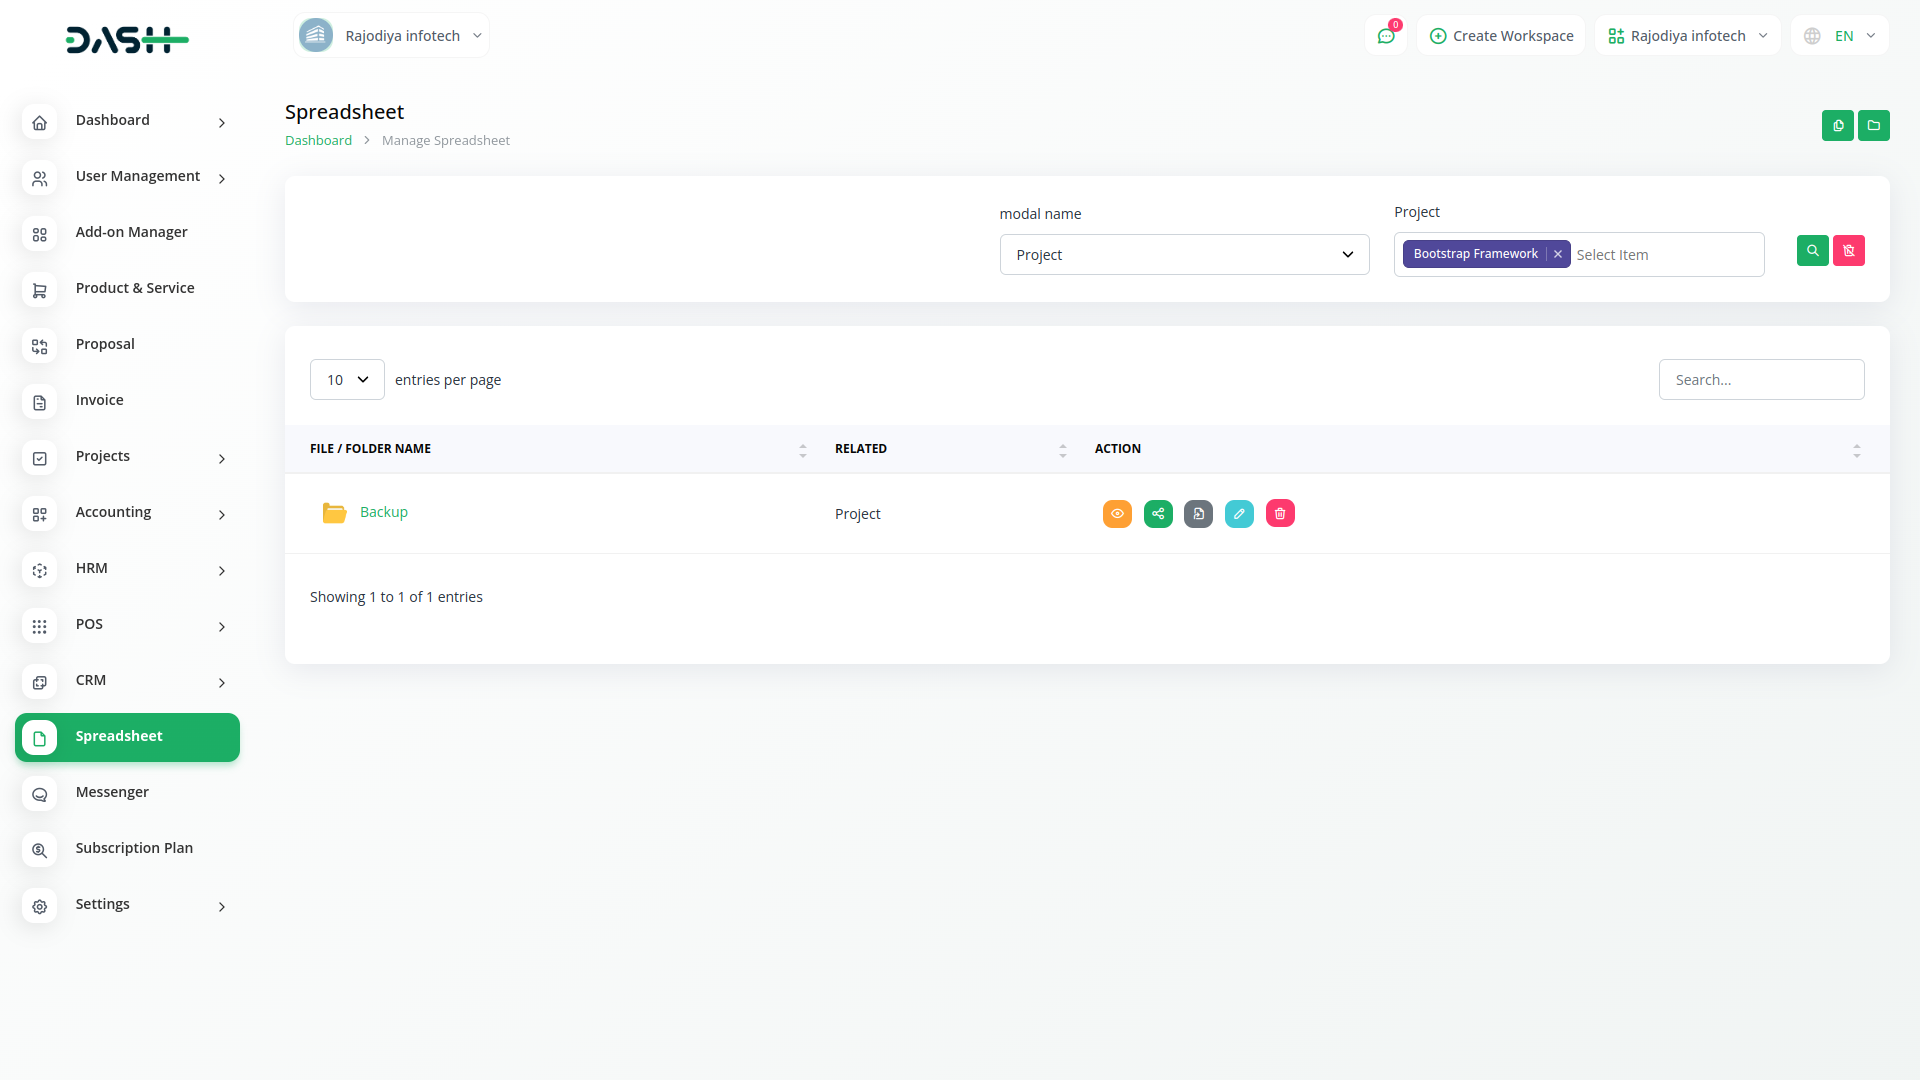 DASH
Rajodiya infotech
0
Create Workspace
Rajodiya infotech
EN
Dashboard
User Management
Add-on Manager
Product & Service
Proposal
Invoice
Projects
Accounting
HRM
POS
CRM
Spreadsheet
Messenger
Subscription Plan
Settings
Spreadsheet
Dashboard > Manage Spreadsheet
modal name
Project
Project
Bootstrap Framework
Select Item
10 entries per page
Search...
FILE / FOLDER NAME RELATED ACTION
Backup Project
Showing 1 to 1 of 1 entries